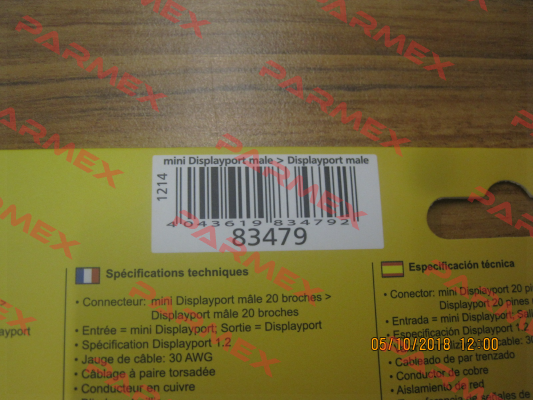 PARMEX
PARMEX
PARMEX
PARMEX
PARMEX
PARMEX
PARMEX
mini Displayport male > Displayport male
1214
4 043619 834792
83479
Spécifications techniques
• Connecteur: mini Displayport mâle 20 broches >
Displayport mâle 20 broches
• Entrée = mini Displayport; Sortie = Displayport
• Spécification Displayport 1.2
• Jauge de câble: 30 AWG
• Câblage à paire torsadée
• Conducteur en cuivre
Especificación técnica
• Conector: mini Displayport 20
Displayport 20 pines
• Entrada = mini Displayport;
• Especificación Displayport 1.2
• Cableado de par trenzado
• Conductor de cobre
• Aislamiento de red
05/10/2018 12:00